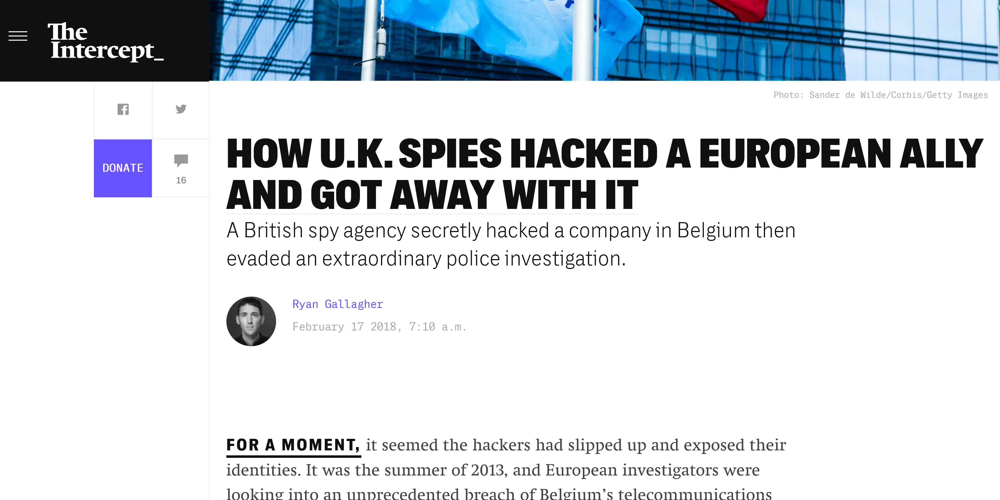 The
Intercept_
Photo: Sander de Wilde/Corbis/Getty Images
DONATE
16
HOW U.K. SPIES HACKED A EUROPEAN ALLY
AND GOT AWAY WITH IT
A British spy agency secretly hacked a company in Belgium then
evaded an extraordinary police investigation.
Ryan Gallagher
February 17 2018, 7:10 a.m.
FOR A MOMENT, it seemed the hackers had slipped up and exposed their
identities. It was the summer of 2013, and European investigators were
looking into an unprecedented breach of Belgium’s telecommunications